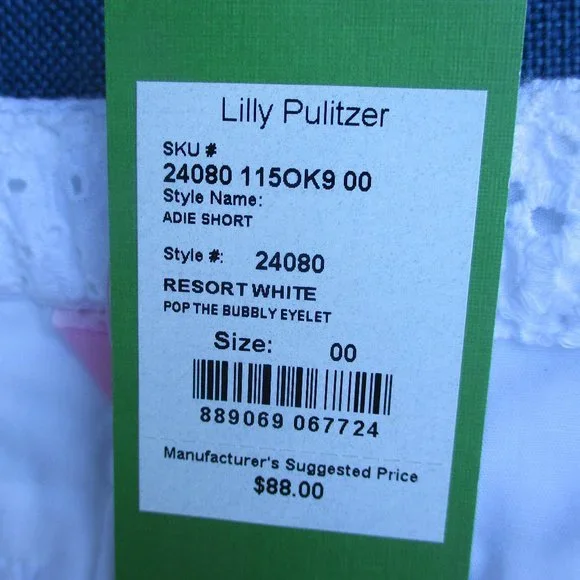 Lilly Pulitzer
SKU #
24080 115OK9 00
Style Name:
ADIE SHORT
Style #: 24080
RESORT WHITE
POP THE BUBBLY EYELET
Size: 00
889069 067724
Manufacturer's Suggested Price
$88.00